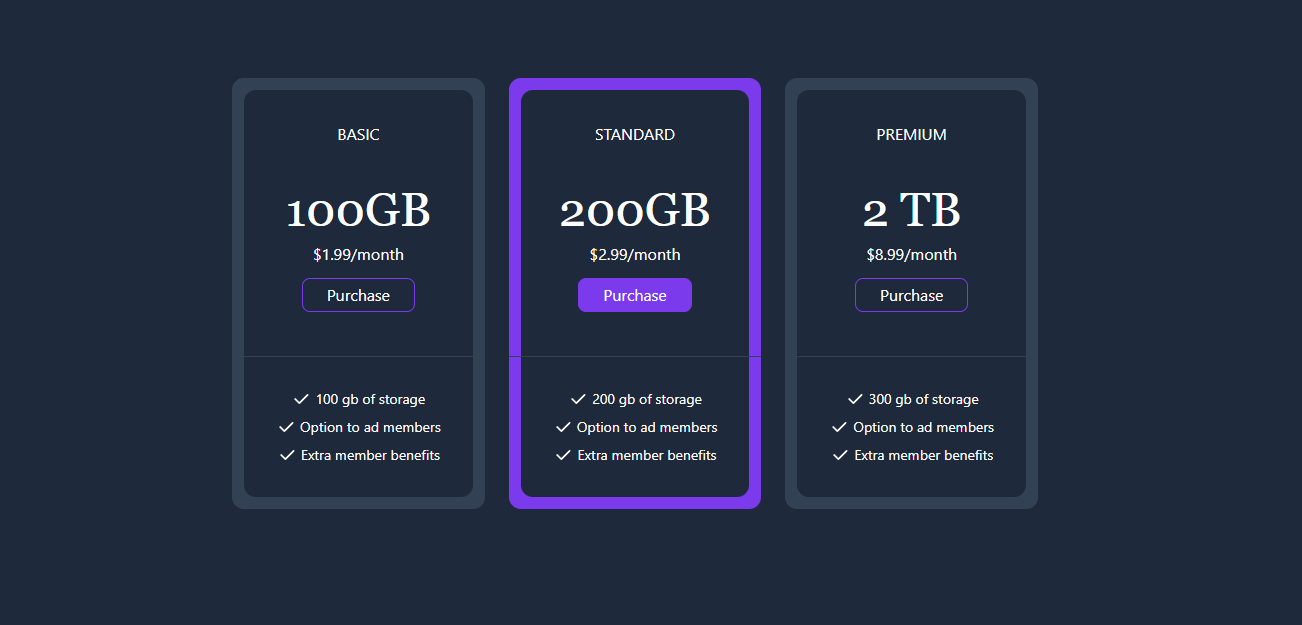 BASIC
100GB
$1.99/month
Purchase
100 gb of storage
Option to ad members
Extra member benefits
STANDARD
200GB
$2.99/month
Purchase
200 gb of storage
Option to ad members
Extra member benefits
PREMIUM
2 TB
$8.99/month
Purchase
300 gb of storage
Option to ad members
Extra member benefits